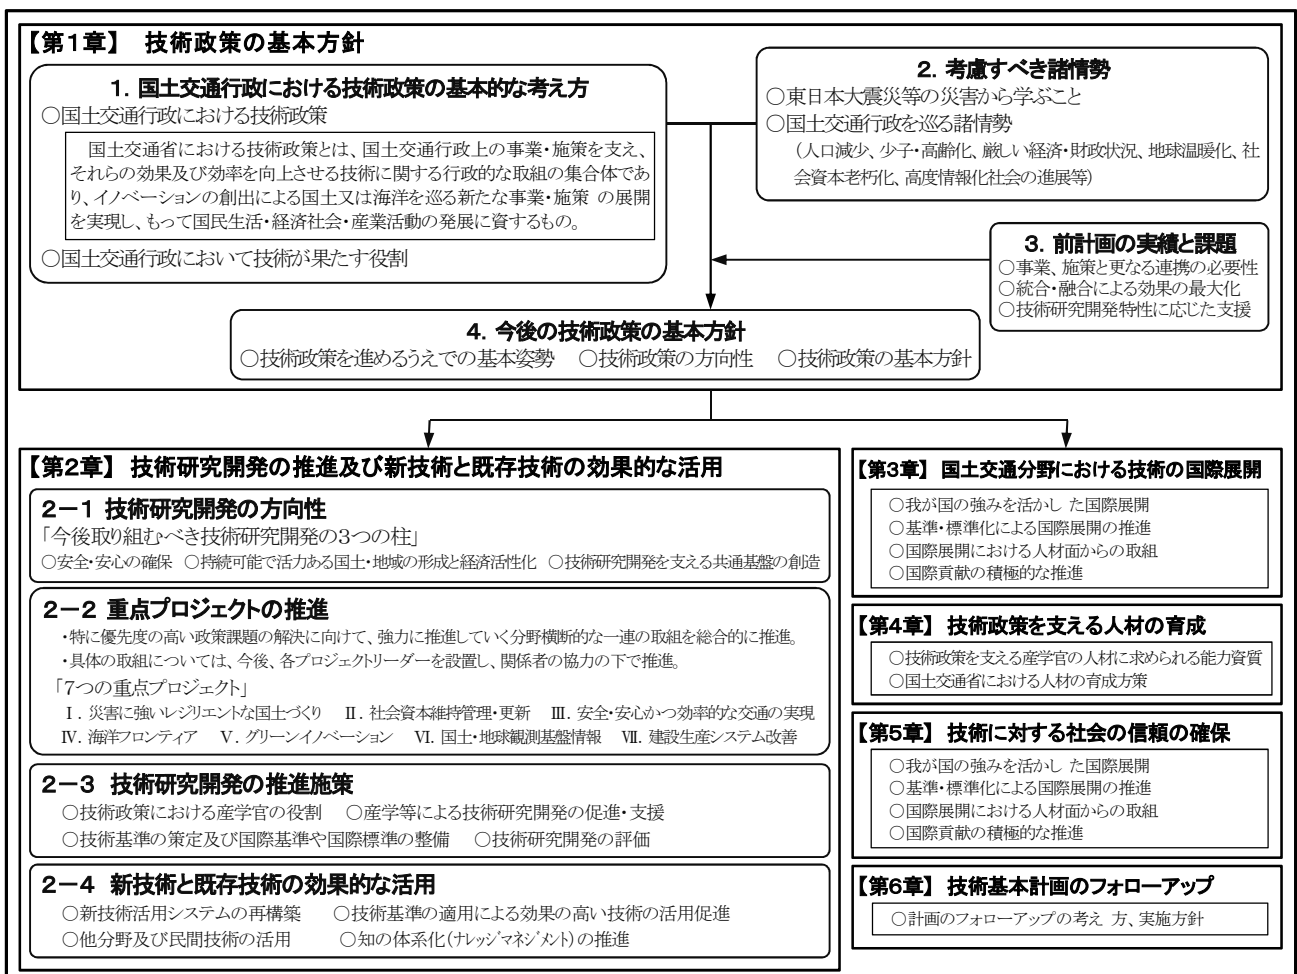 【第1章】 技術政策の基本方針
1．国土交通行政における技術政策の基本的な考え方
○国土交通行政における技術政策
国土交通省における技術政策とは、国土交通行政上の事業・施策を支え、
それらの効果及び効率を向上させる技術に関する行政的な取組の集合体であ
り、イノベーションの創出による国土又は海洋を巡る新たな事業・施策 の展開
を実現し、もって国民生活・経済社会・産業活動の発展に資するもの。
○国土交通行政において技術が果たす役割
2．考慮すべき諸情勢
○東日本大震災等の災害から学ぶこと
○国土交通行政を巡る諸情勢
（人口減少、少子・高齢化、厳しい経済・財政状況、地球温暖化、社
会資本老朽化、高度情報化社会の進展等）
3．前計画の実績と課題
○事業、施策と更なる連携の必要性
○統合・融合による効果の最大化
○技術研究開発特性に応じた支援
4．今後の技術政策の基本方針
○技術政策を進めるうえでの基本姿勢 ○技術政策の方向性 ○技術政策の基本方針
【第2章】 技術研究開発の推進及び新技術と既存技術の効果的な活用
2－1 技術研究開発の方向性
「今後取り組むべき技術研究開発の3つの柱」
○安全・安心の確保 ○持続可能で活力ある国土・地域の形成と経済活性化 ○技術研究開発を支える共通基盤の創造
2－2 重点プロジェクトの推進
・特に優先度の高い政策課題の解決に向けて、強力に推進していく分野横断的な一連の取組を総合的に推進。
・具体の取組については、今後、各プロジェクトリーダーを設置し、関係者の協力の下で推進。
「7つの重点プロジェクト」
Ⅰ．災害に強いレジリエントな国土づくり Ⅱ．社会資本維持管理・更新 Ⅲ．安全・安心かつ効率的な交通の実現
Ⅳ．海洋フロンティア Ⅴ．グリーンイノベーション Ⅵ．国土・地球観測基盤情報 Ⅶ．建設生産システム改善
2－3 技術研究開発の推進施策
○技術政策における産学官の役割 ○産学等による技術研究開発の促進・支援
○技術基準の策定及び国際基準や国際標準の整備 ○技術研究開発の評価
2－4 新技術と既存技術の効果的な活用
○新技術活用システムの再構築 ○技術基準の適用による効果の高い技術の活用促進
○他分野及び民間技術の活用 ○知の体系化（ﾅﾚｯｼﾞﾏﾈｼﾞﾒﾝﾄ）の推進
【第3章】 国土交通分野における技術の国際展開
○我が国の強みを活かし た国際展開
○基準・標準化による国際展開の推進
○国際展開における人材面からの取組
○国際貢献の積極的な推進
【第4章】 技術政策を支える人材の育成
○技術政策を支える産学官の人材に求められる能力資質
○国土交通省における人材の育成方策
【第5章】 技術に対する社会の信頼の確保
○我が国の強みを活かし た国際展開
○基準・標準化による国際展開の推進
○国際展開における人材面からの取組
○国際貢献の積極的な推進
【第6章】 技術基本計画のフォローアップ
○計画のフォローアップの考え 方、実施方針